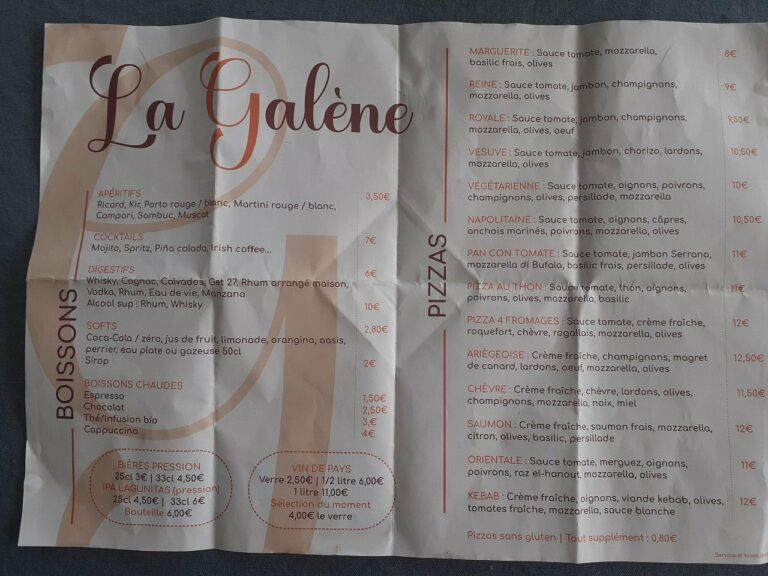 La Galène
BOISSONS
APÉRITIFS
Ricard, Kir, Porto rouge / blanc, Martini rouge / blanc, 3,50€
Campari, Sambuc, Muscat
COCKTAILS
Mojito, Spritz, Piña colada, Irish coffee... 7€
DIGESTIFS
Whisky, Cognac, Calvados, Get 27, Rhum arrangé maison, 6€
Vodka, Rhum, Eau de vie, Manzana
Alcool sup : Rhum, Whisky 10€
SOFTS
Coca-Cola / zéro, jus de fruit, limonade, orangina, oasis, 2,80€
perrier, eau plate ou gazeuse 50cl
Sirop 2€
BOISSONS CHAUDES
Espresso 1,50€
Chocolat 2,50€
Thé/Infusion bio 3,€
Cappuccino 4€
BIÈRES PRESSION
25cl 3€ | 33cl 4,50€
IPA LAGUNITAS (pression)
25cl 4,50€ | 33cl 6€
Bouteille 6,00€
VIN DE PAYS
Verre 2,50€ | 1/2 litre 6,00€
1 litre 11,00€
Sélection du moment
4,00€ le verre
PIZZAS
MARGUERITE : Sauce tomate, mozzarella, 8€
basilic frais, olives
REINE : Sauce tomate, jambon, champignons, 9€
mozzarella, olives
ROYALE : Sauce tomate, jambon, champignons, 9,50€
mozzarella, olives, oeuf
VESUVE : Sauce tomate, jambon, chorizo, lardons, 10,50€
mozzarella, olives
VÉGÉTARIENNE : Sauce tomate, oignons, poivrons, 10€
champignons, olives, persillade, mozzarella
NAPOLITAINE : Sauce tomate, oignons, câpres, 10,50€
anchois marinés, poivrons, mozzarella, olives
PAN CON TOMATE : Sauce tomate, jambon Serrano, 11€
mozzarella di Bufala, basilic frais, persillade, olives
PIZZA AU THON : Sauce tomate, thon, oignons, 11€
poivrons, olives, mozzarella, basilic
PIZZA 4 FROMAGES : Sauce tomate, crème fraîche, 12€
roquefort, chèvre, rogallais, mozzarella, olives
ARIÉGEOISE : Crème fraîche, champignons, magret 12,50€
de canard, lardons, oeuf, mozzarella, olives
CHÈVRE : Crème fraîche, chèvre, lardons, olives, 11,50€
champignons, mozzarella, noix, miel
SAUMON : Crème fraîche, saumon frais, mozzarella, 12€
citron, olives, basilic, persillade
ORIENTALE : Sauce tomate, merguez, oignons, 11€
poivrons, raz el-hanout, mozzarella, olives
KEBAB : Crème fraîche, oignons, viande kebab, olives, 12€
tomates fraîches, mozzarella, sauce blanche
Pizzas sans gluten | Tout supplément : 0,80€
Service et taxes